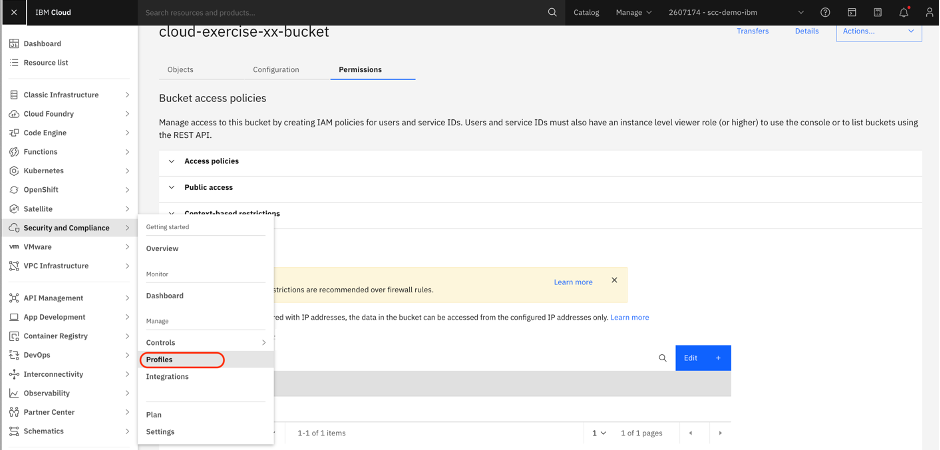 IBM Cloud
Search resources and products...
Catalog
Manage
2607174 - scc-demo-ibm
cloud-exercise-xx-bucket
Transfers
Details
Actions...
Dashboard
Resource list
Classic Infrastructure
Cloud Foundry
Code Engine
Functions
Kubernetes
OpenShift
Satellite
Security and Compliance
VMware
VPC Infrastructure
API Management
App Development
Container Registry
DevOps
Interconnectivity
Observability
Partner Center
Schematics
Getting started
Overview
Monitor
Dashboard
Manage
Controls
Profiles
Integrations
Plan
Settings
Objects
Configuration
Permissions
Bucket access policies
Manage access to this bucket by creating IAM policies for users and service IDs. Users and service IDs must also have an instance level viewer role (or higher) to use the console or to list buckets using
the REST API.
Access policies
Public access
Context-based restrictions
Learn more
are recommended over firewall rules.
with IP addresses, the data in the bucket can be accessed from the configured IP addresses only. Learn more
Edit +
1-1 of 1 items
1
1 of 1 pages